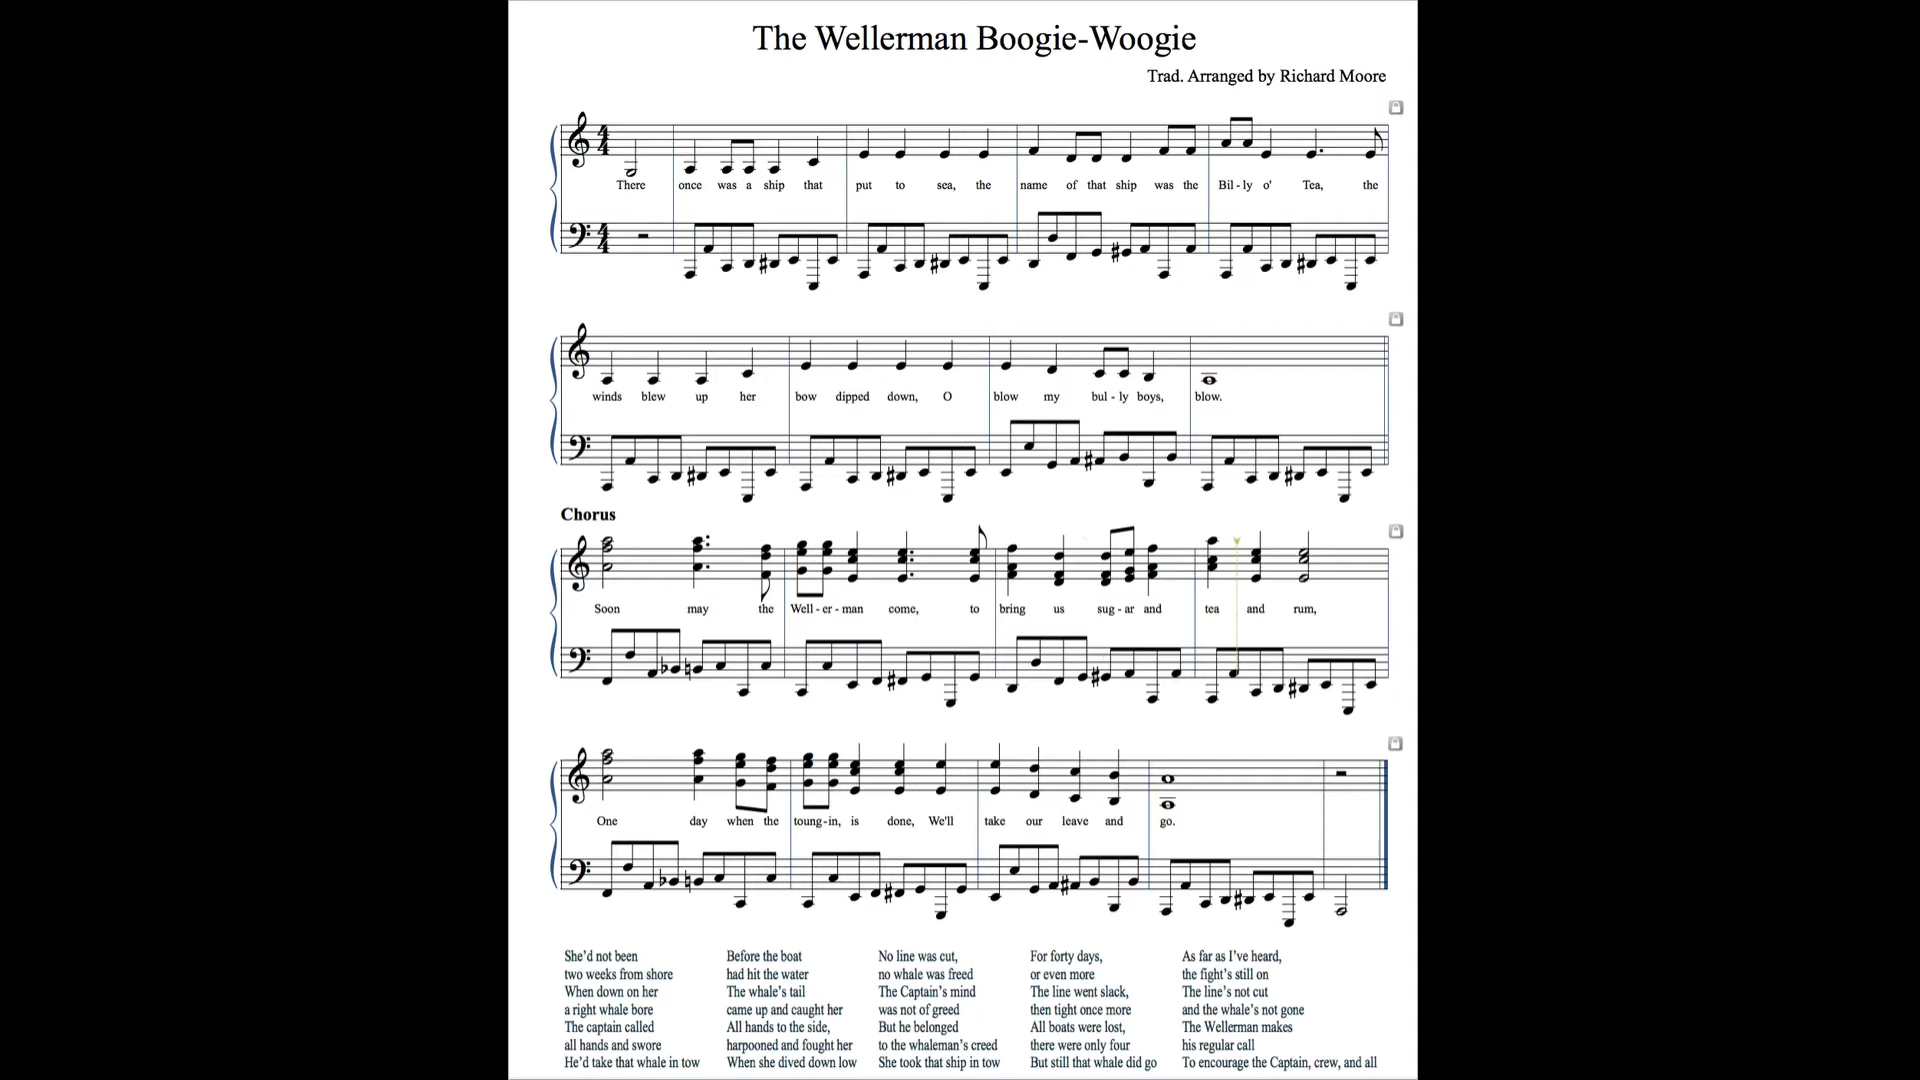 The Wellerman Boogie-Woogie
Trad. Arranged by Richard Moore
There once was a ship that put to sea, the name of that ship was the Bil - ly o' Tea, the
winds blew up her bow dipped down, O blow my bul - ly boys, blow.
Chorus
Soon may the Well - er - man come, to bring us sug - ar and tea and rum,
One day when the toung - in, is done, We'll take our leave and go.
She'd not been
two weeks from shore
When down on her
a right whale bore
The captain called
all hands and swore
He'd take that whale in tow
Before the boat
had hit the water
The whale's tail
came up and caught her
All hands to the side,
harpooned and fought her
When she dived down low
No line was cut,
no whale was freed
The Captain's mind
was not of greed
But he belonged
to the whaleman's creed
She took that ship in tow
For forty days,
or even more
The line went slack,
then tight once more
All boats were lost,
there were only four
But still that whale did go
As far as I've heard,
the fight's still on
The line's not cut
and the whale's not gone
The Wellerman makes
his regular call
To encourage the Captain, crew, and all